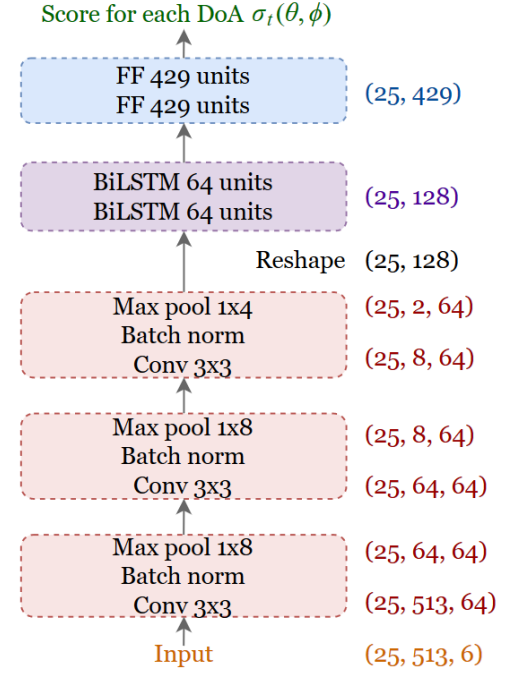 Score for each DoA σₜ(θ, ϕ)
FF 429 units
FF 429 units
(25, 429)
BiLSTM 64 units
BiLSTM 64 units
(25, 128)
Reshape (25, 128)
Max pool 1x4
(25, 2, 64)
Batch norm
Conv 3x3
(25, 8, 64)
Max pool 1x8
(25, 8, 64)
Batch norm
Conv 3x3
(25, 64, 64)
Max pool 1x8
(25, 64, 64)
Batch norm
Conv 3x3
(25, 513, 64)
Input
(25, 513, 6)